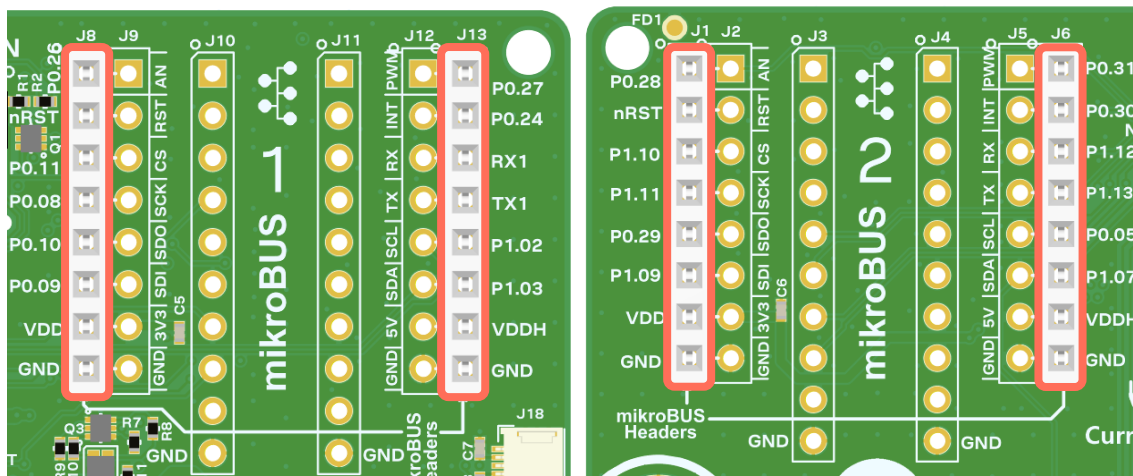 J8
J9
J10
J11
J12
J13
P0.26
R1
R2
nRST
Q1
P0.11
P0.08
P0.10
P0.09
VDD
GND
AN
RST
CS
SCK
SDO
SDI
3V3
GND
C5
mikroBUS 1
PWM
INT
RX
TX
SCL
SDA
5V
GND
P0.27
P0.24
RX1
TX1
P1.02
P1.03
VDDH
GND
Q3
R7
R8
R9
GND
mikroBUS
C7
J18
FD1
J1
J2
J3
J4
J5
J6
P0.28
nRST
P1.10
P1.11
P0.29
P1.09
VDD
GND
AN
RST
CS
SCK
SDO
SDI
3V3
GND
C6
mikroBUS 2
PWM
INT
RX
TX
SCL
SDA
5V
GND
P0.31
P0.30
P1.12
P1.13
P0.05
P1.07
VDDH
GND
mikroBUS
Headers
GND
GND
Curr